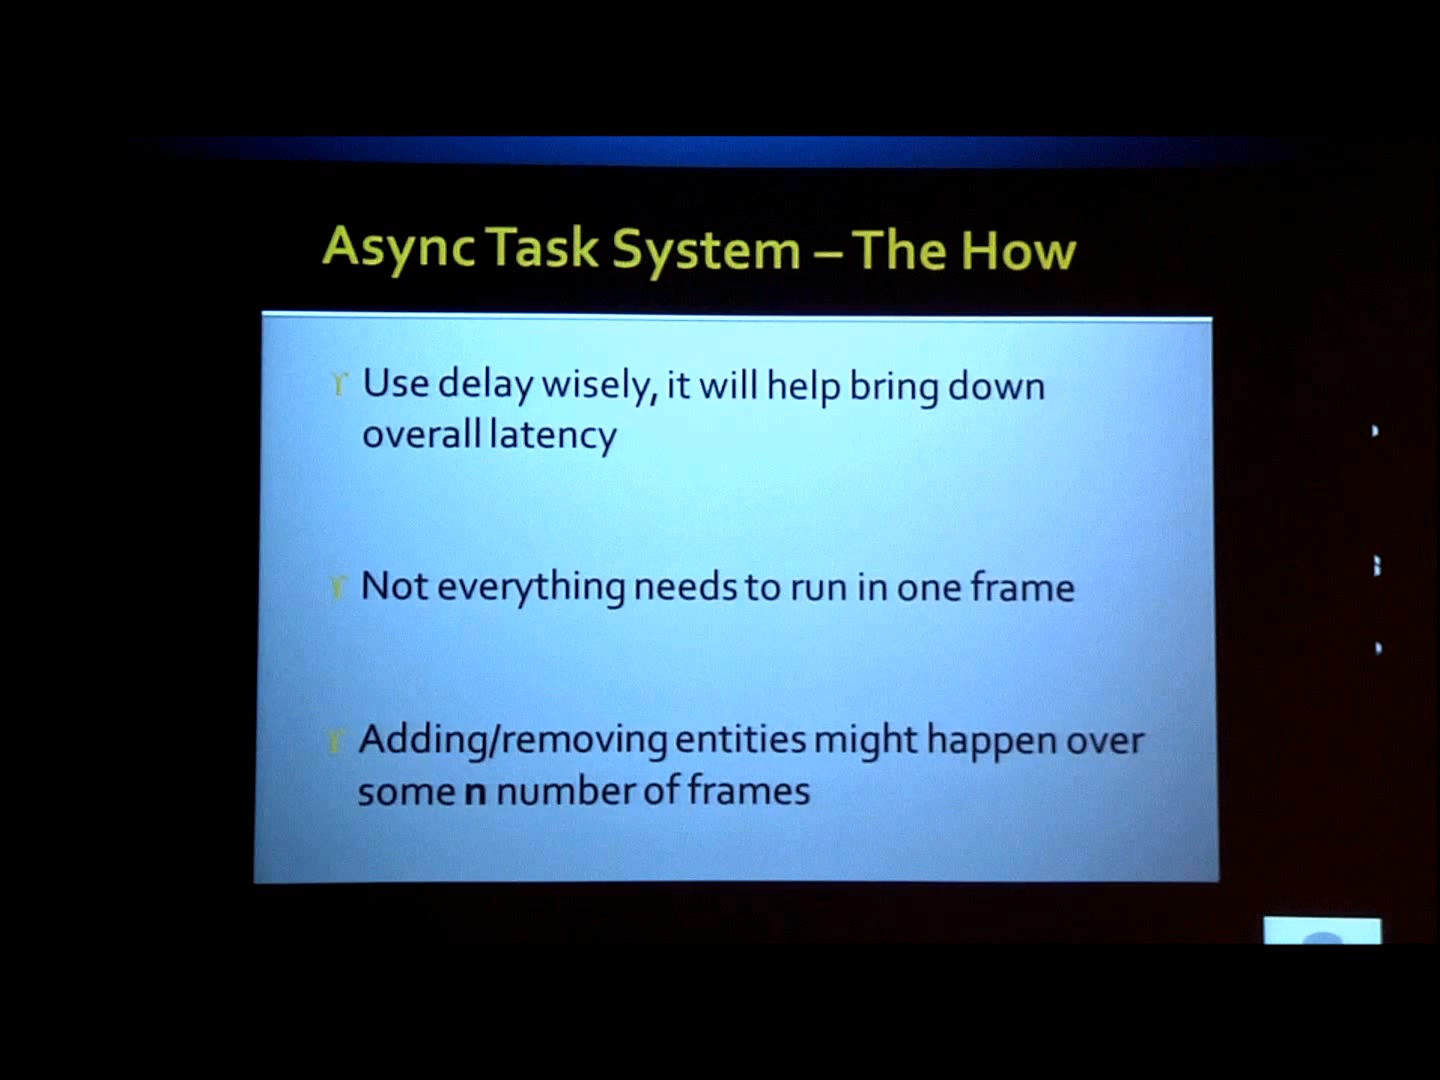 Async Task System – The How
Use delay wisely, it will help bring down
overall latency
Not everything needs to run in one frame
Adding/removing entities might happen over
some n number of frames